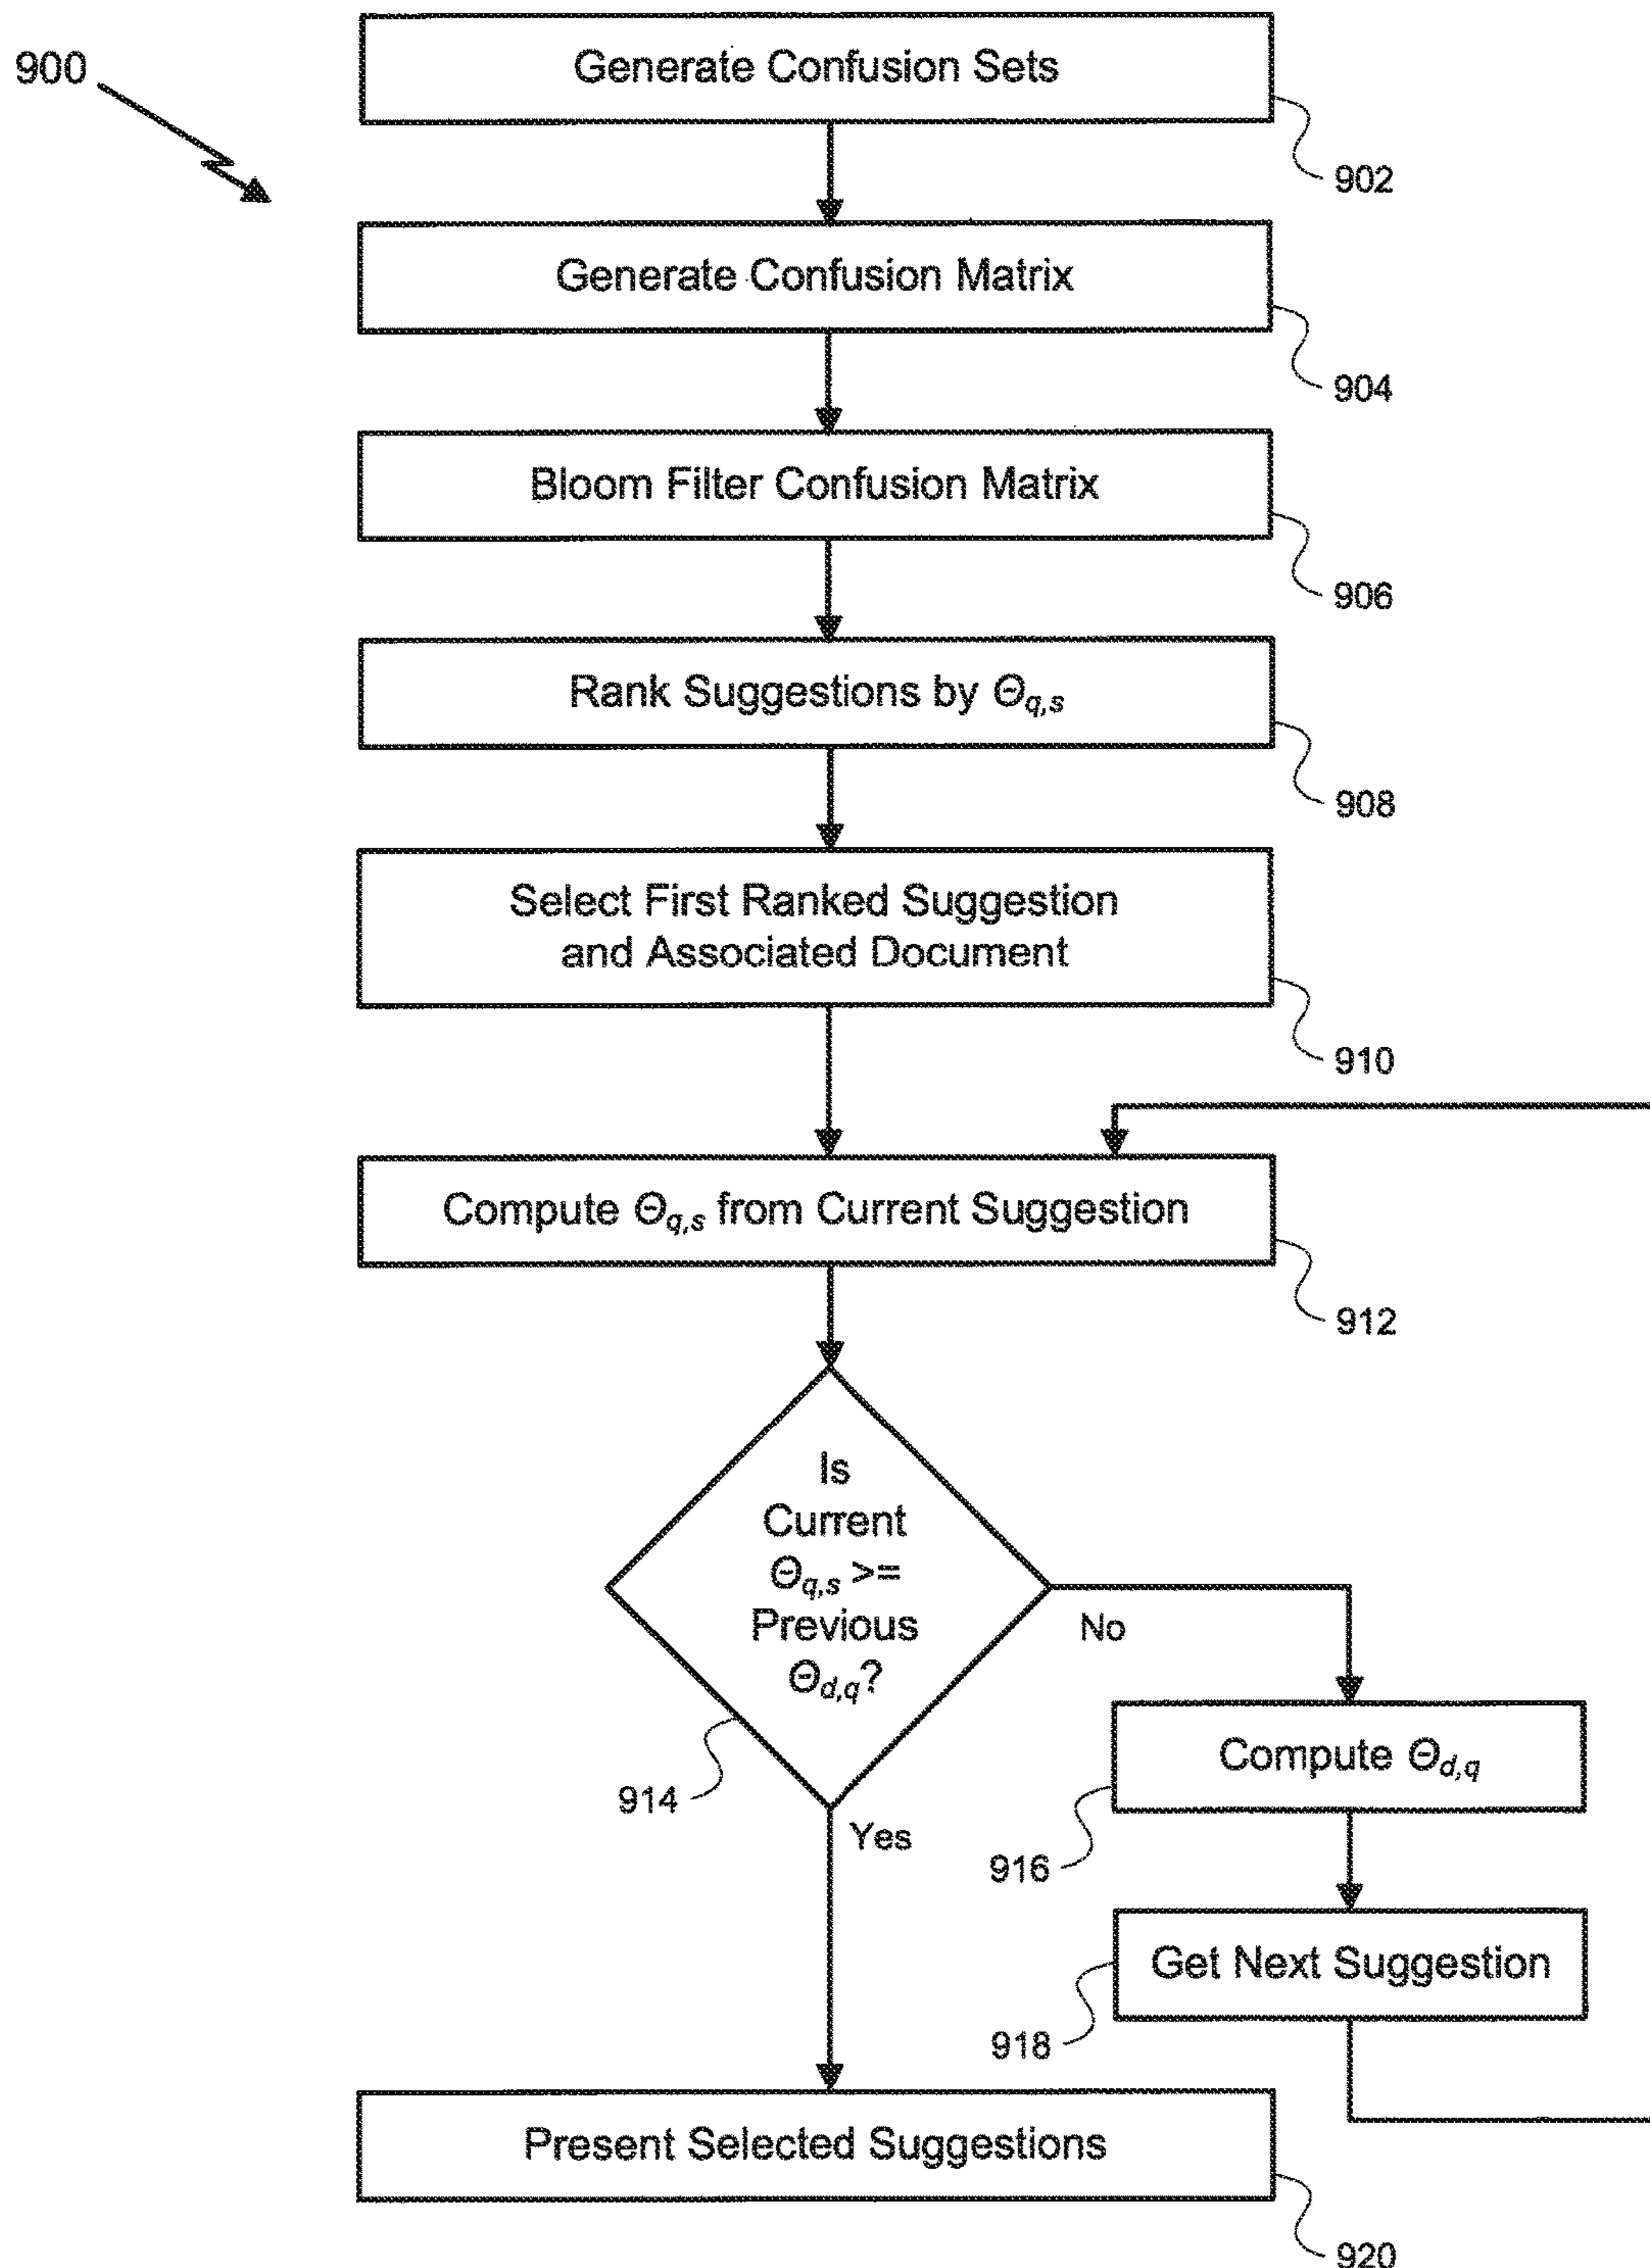 900
Generate Confusion Sets
902
Generate Confusion Matrix
904
Bloom Filter Confusion Matrix
906
Rank Suggestions by Θq,s
908
Select First Ranked Suggestion
and Associated Document
910
Compute Θq,s from Current Suggestion
912
Is
Current
Θq,s >=
Previous
Θd,q?
No
914
Yes
Compute Θd,q
916
Get Next Suggestion
918
Present Selected Suggestions
920